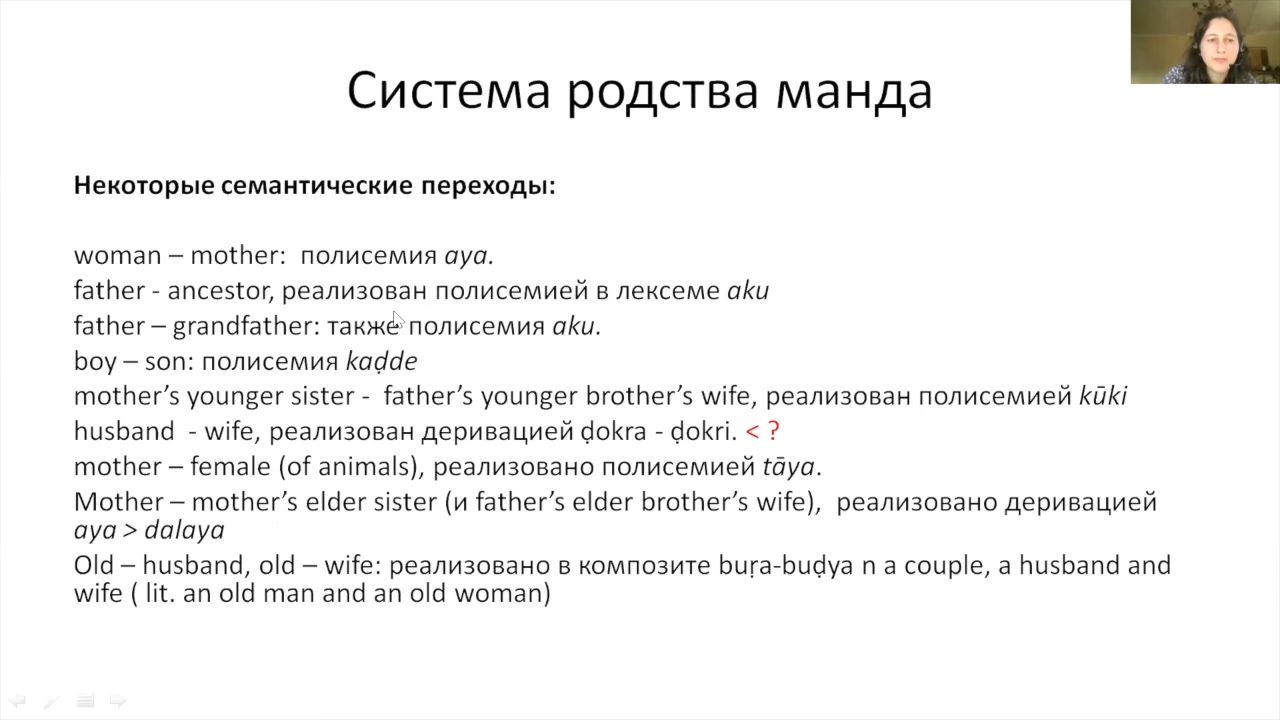 Система родства манда
Некоторые семантические переходы:
woman – mother: полисемия aya.
father - ancestor, реализован полисемией в лексеме aku
father – grandfather: также полисемия aku.
boy – son: полисемия kaḍde
mother’s younger sister - father’s younger brother’s wife, реализован полисемией kūki
husband - wife, реализован деривацией ḍokra - ḍokri. < ?
mother – female (of animals), реализовано полисемией tāya.
Mother – mother’s elder sister (и father’s elder brother’s wife), реализовано деривацией
aya > dalaya
Old – husband, old – wife: реализовано в композите buṛa-buḍya n a couple, a husband and
wife ( lit. an old man and an old woman)